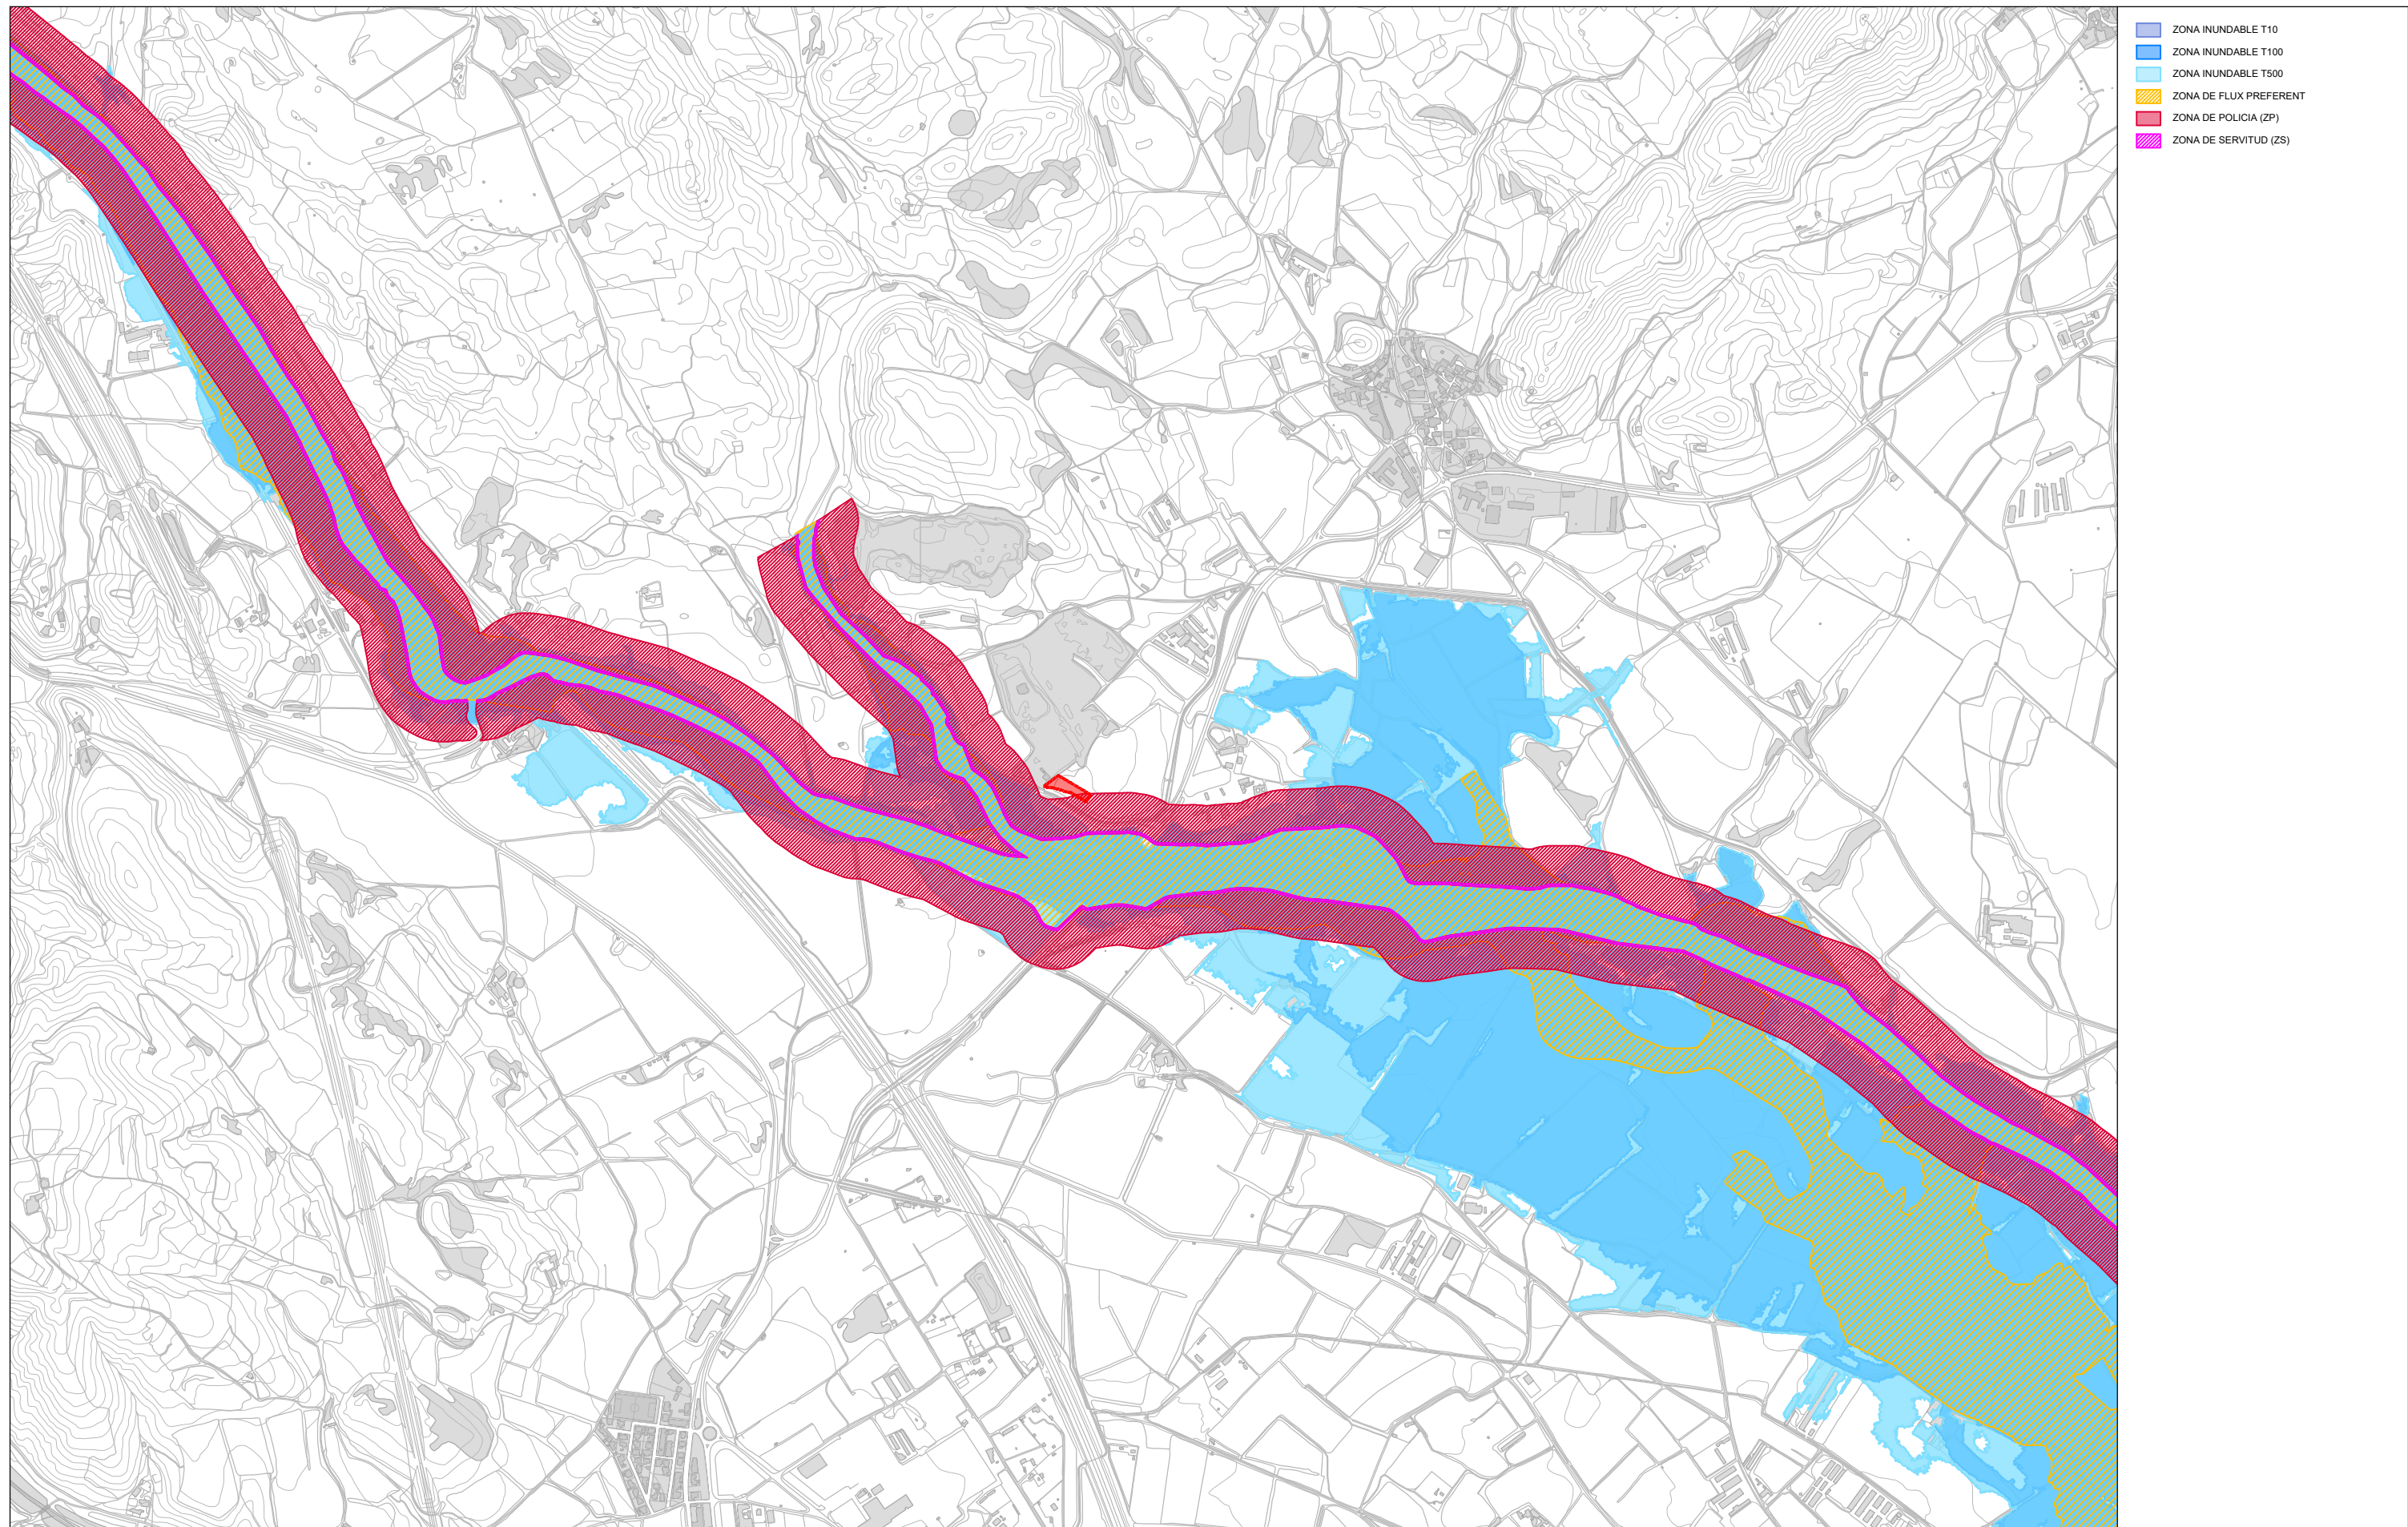 ZONA INUNDABLE T10
ZONA INUNDABLE T100
ZONA INUNDABLE T500
ZONA DE FLUX PREFERENT
ZONA DE POLICIA (ZP)
ZONA DE SERVITUD (ZS)